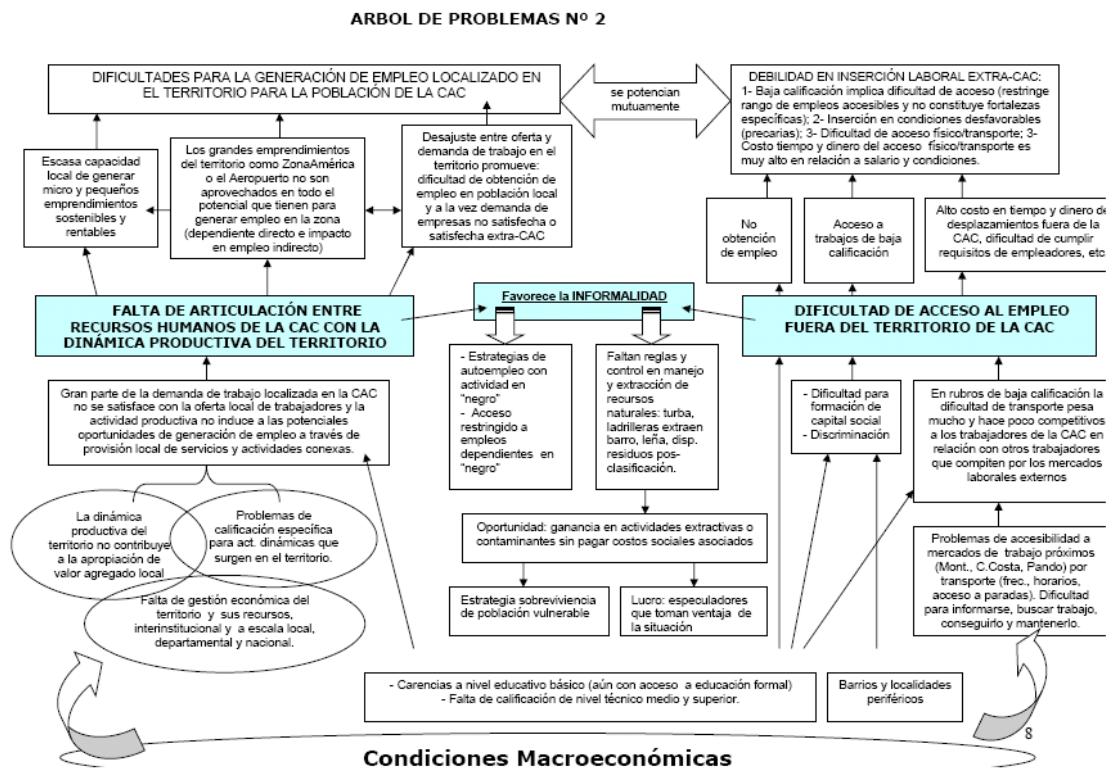 ARBOL DE PROBLEMAS Nº 2
DIFICULTADES PARA LA GENERACIÓN DE EMPLEO LOCALIZADO EN
EL TERRITORIO PARA LA POBLACIÓN DE LA CAC
se potencian
mutuamente
DEBILIDAD EN INSERCIÓN LABORAL EXTRA-CAC:
1- Baja calificación implica dificultad de acceso (restringe
rango de empleos accesibles y no constituye fortalezas
específicas); 2- Inserción en condiciones desfavorables
(precarias); 3- Dificultad de acceso físico/transporte; 3-
Costo tiempo y dinero del acceso físico/transporte es
muy alto en relación a salario y condiciones.
Escasa capacidad
local de generar
micro y pequeños
emprendimientos
sostenibles y
rentables
Los grandes emprendimientos
del territorio como ZonaAmérica
o el Aeropuerto no son
aprovechados en todo el
potencial que tienen para
generar empleo en la zona
(dependiente directo e impacto
en empleo indirecto)
Desajuste entre oferta y
demanda de trabajo en el
territorio promueve:
dificultad de obtención de
empleo en población local
y a la vez demanda de
empresas no satisfecha o
satisfecha extra-CAC
No
obtención
de empleo
Acceso a
trabajos de baja
calificación
Alto costo en tiempo y dinero de
desplazamientos fuera de la
CAC, dificultad de cumplir
requisitos de empleadores, etc
FALTA DE ARTICULACIÓN ENTRE
RECURSOS HUMANOS DE LA CAC CON LA
DINÁMICA PRODUCTIVA DEL TERRITORIO
Favorece la INFORMALIDAD
DIFICULTAD DE ACCESO AL EMPLEO
FUERA DEL TERRITORIO DE LA CAC
Gran parte de la demanda de trabajo localizada en la CAC
no se satisface con la oferta local de trabajadores y la
actividad productiva no induce a las potenciales
oportunidades de generación de empleo a través de
provisión local de servicios y actividades conexas.
- Estrategias de
autoempleo con
actividad en
"negro"
- Acceso
restringido a
empleos
dependientes en
"negro"
Faltan reglas y
control en manejo
y extracción de
recursos
naturales: turba,
ladrilleras extraen
barro, leña, disp.
residuos pos-
clasificación.
- Dificultad para
formación de
capital social
- Discriminación
En rubros de baja calificación la
dificultad de transporte pesa
mucho y hace poco competitivos
a los trabajadores de la CAC en
relación con otros trabajadores
que compiten por los mercados
laborales externos
La dinámica
productiva del
territorio no contribuye
a la apropiación de
valor agregado local
Problemas de
calificación específica
para act. dinámicas que
surgen en el territorio.
Falta de gestión económica del
territorio y sus recursos,
interinstitucional y a escala local,
departamental y nacional.
Oportunidad: ganancia en actividades extractivas o
contaminantes sin pagar costos sociales asociados
Estrategia sobrevivencia
de población vulnerable
Lucro: especuladores
que toman ventaja de
la situación
Problemas de accesibilidad a
mercados de trabajo próximos
(Mont., C.Costa, Pando) por
transporte (frec., horarios,
acceso a paradas). Dificultad
para informarse, buscar trabajo,
conseguirlo y mantenerlo.
- Carencias a nivel educativo básico (aún con acceso a educación formal)
- Falta de calificación de nivel técnico medio y superior.
Barrios y localidades
periféricos
8
Condiciones Macroeconómicas